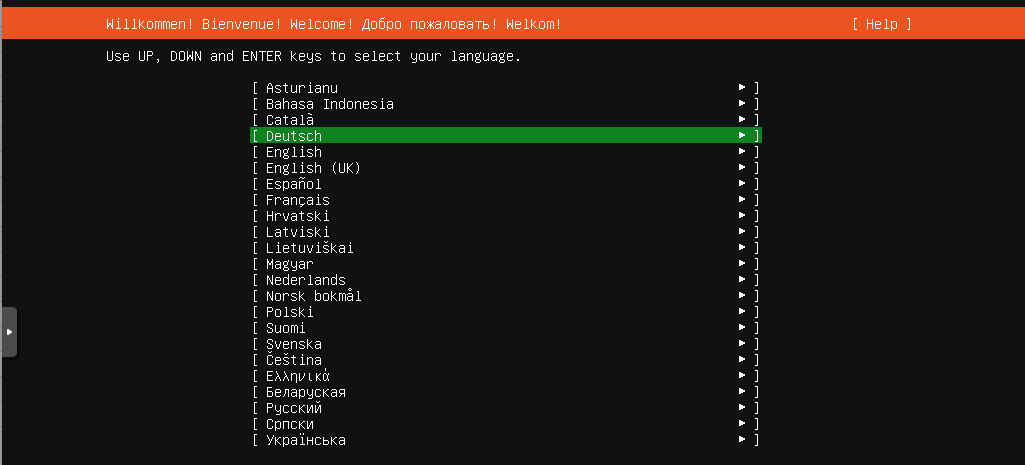 Willkommen! Bienvenue! Welcome! Добро пожаловать! Welkom! [ Help ]
Use UP, DOWN and ENTER keys to select your language.
[ Asturianu ► ]
[ Bahasa Indonesia ► ]
[ Català ► ]
[ Deutsch ► ]
[ English ► ]
[ English (UK) ► ]
[ Español ► ]
[ Français ► ]
[ Hrvatski ► ]
[ Latviski ► ]
[ Lietuviškai ► ]
[ Magyar ► ]
[ Nederlands ► ]
[ Norsk bokmål ► ]
[ Polski ► ]
[ Suomi ► ]
[ Svenska ► ]
[ Čeština ► ]
[ Ελληνικά ► ]
[ Беларуская ► ]
[ Русский ► ]
[ Српски ► ]
[ Українська ► ]